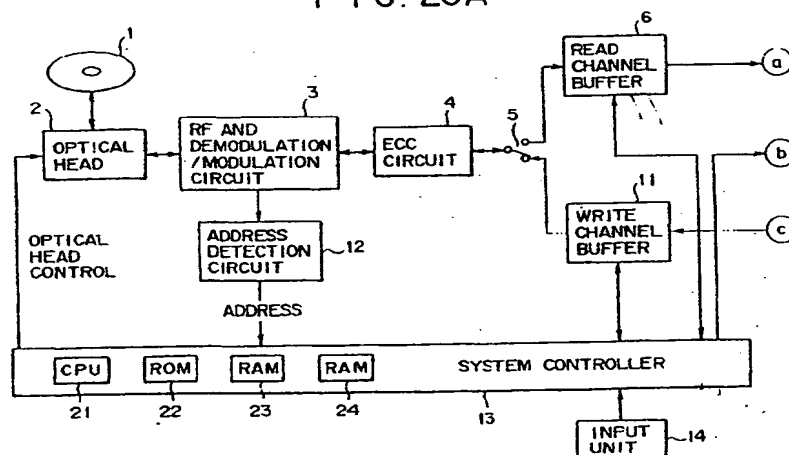 1
6
READ
CHANNEL
BUFFER
a
2
OPTICAL
HEAD
3
RF AND
DEMODULATION
/MODULATION
CIRCUIT
4
ECC
CIRCUIT
5
b
11
WRITE
CHANNEL
BUFFER
c
OPTICAL
HEAD
CONTROL
ADDRESS
DETECTION
CIRCUIT
12
ADDRESS
CPU
ROM
RAM
RAM
SYSTEM CONTROLLER
21
22
23
24
13
INPUT
UNIT
14